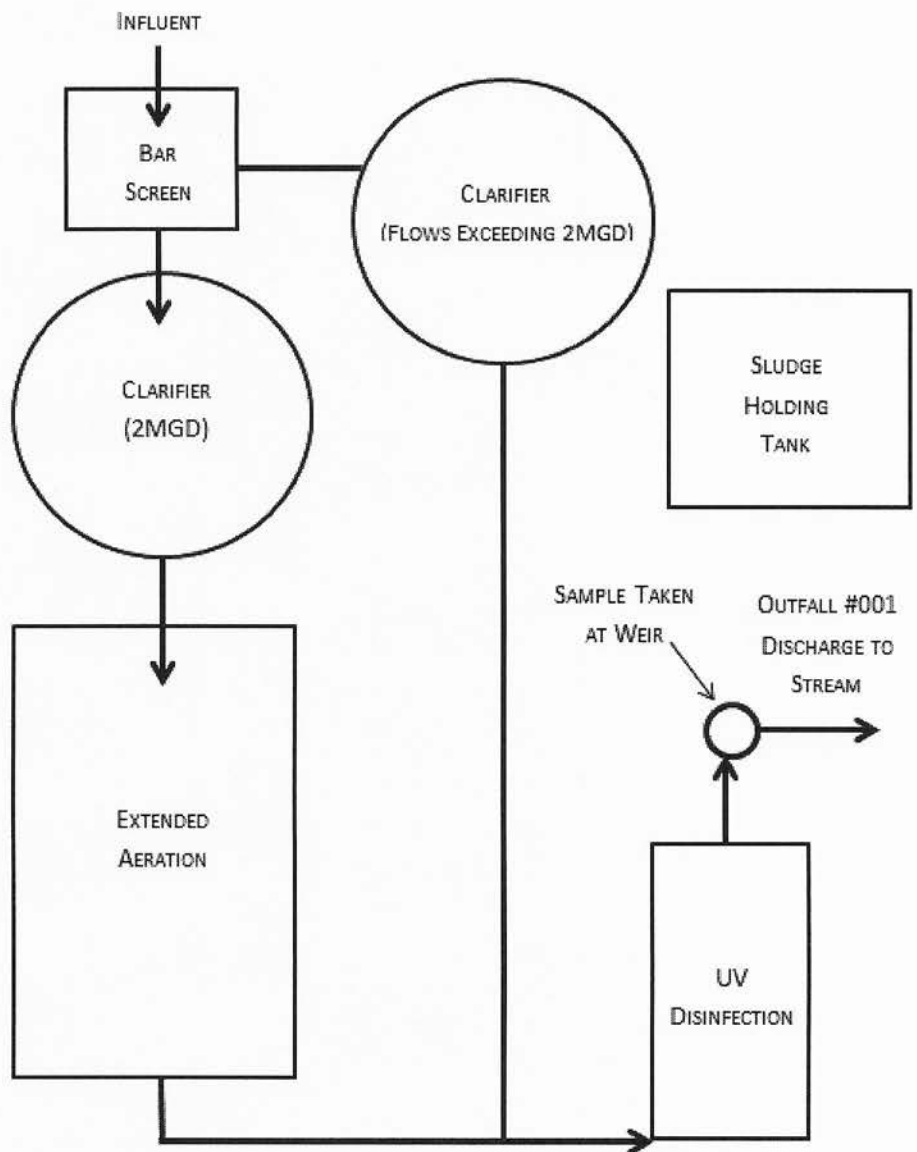 INFLUENT
BAR
SCREEN
CLARIFIER
(FLOWS EXCEEDING 2MGD)
CLARIFIER
(2MGD)
SLUDGE
HOLDING
TANK
SAMPLE TAKEN
AT WEIR
OUTFALL #001
DISCHARGE TO
STREAM
EXTENDED
AERATION
UV
DISINFECTION